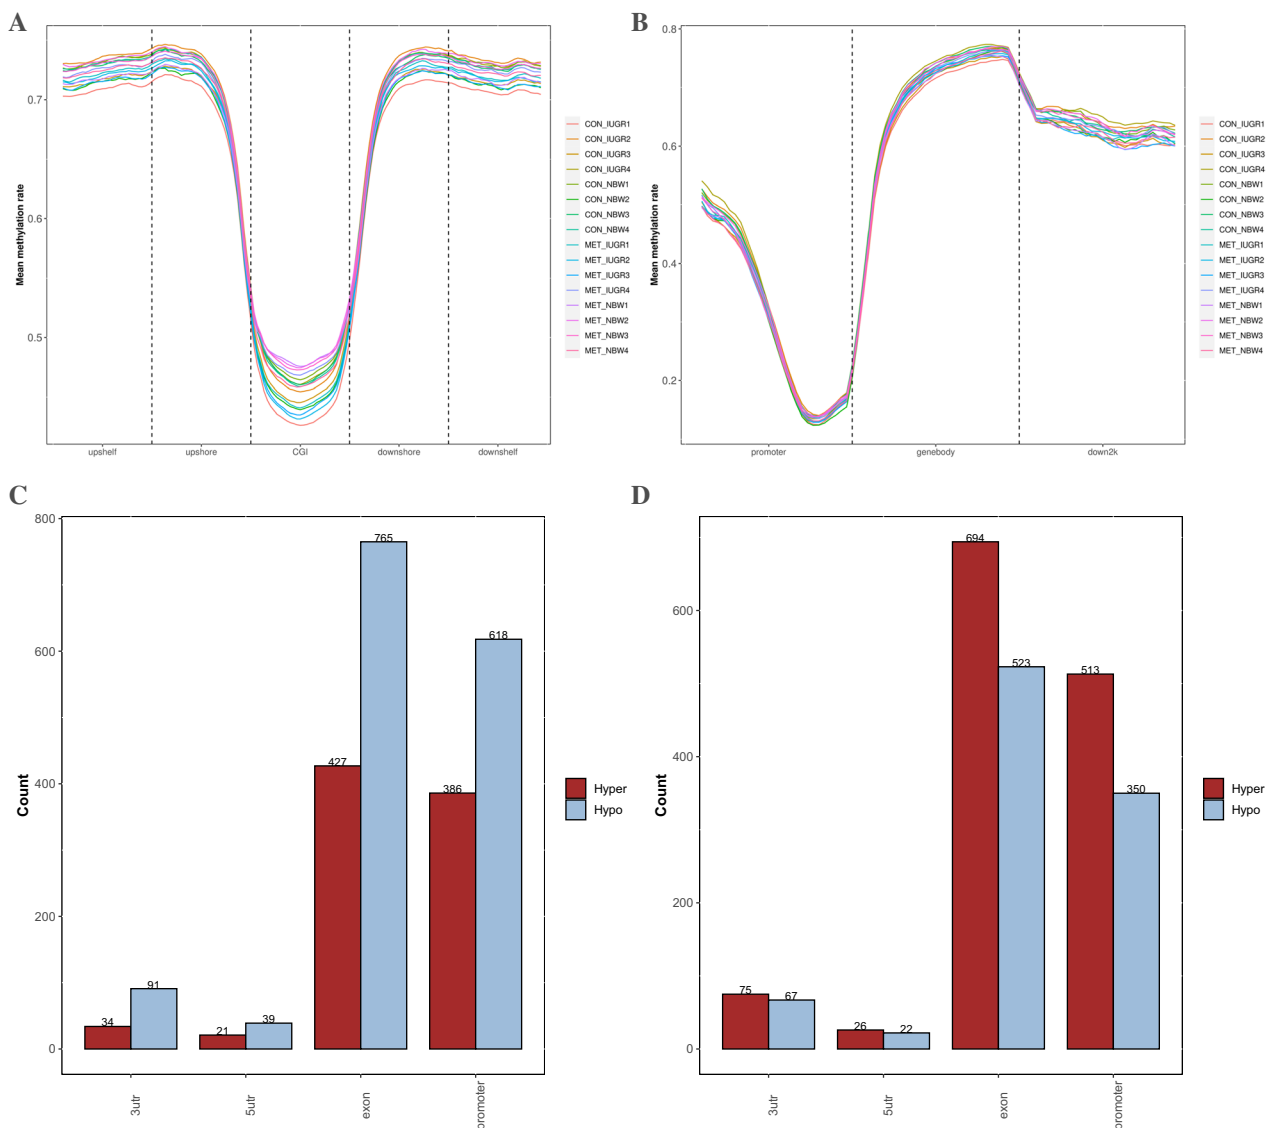 A
Mean methylation rate
0.7
0.6
0.5
upshelf
upshore
CGI
downshore
downshelf
CON_IUGR1
CON_IUGR2
CON_IUGR3
CON_IUGR4
CON_NBW1
CON_NBW2
CON_NBW3
CON_NBW4
MET_IUGR1
MET_IUGR2
MET_IUGR3
MET_IUGR4
MET_NBW1
MET_NBW2
MET_NBW3
MET_NBW4
B
Mean methylation rate
0.8
0.6
0.4
0.2
promoter
genebody
down2k
CON_IUGR1
CON_IUGR2
CON_IUGR3
CON_IUGR4
CON_NBW1
CON_NBW2
CON_NBW3
CON_NBW4
MET_IUGR1
MET_IUGR2
MET_IUGR3
MET_IUGR4
MET_NBW1
MET_NBW2
MET_NBW3
MET_NBW4
C
Count
800
600
400
200
0
34
91
21
39
427
765
386
618
3utr
5utr
exon
promoter
Hyper
Hypo
D
Count
600
400
200
0
75
67
26
22
694
523
513
350
3utr
5utr
exon
promoter
Hyper
Hypo